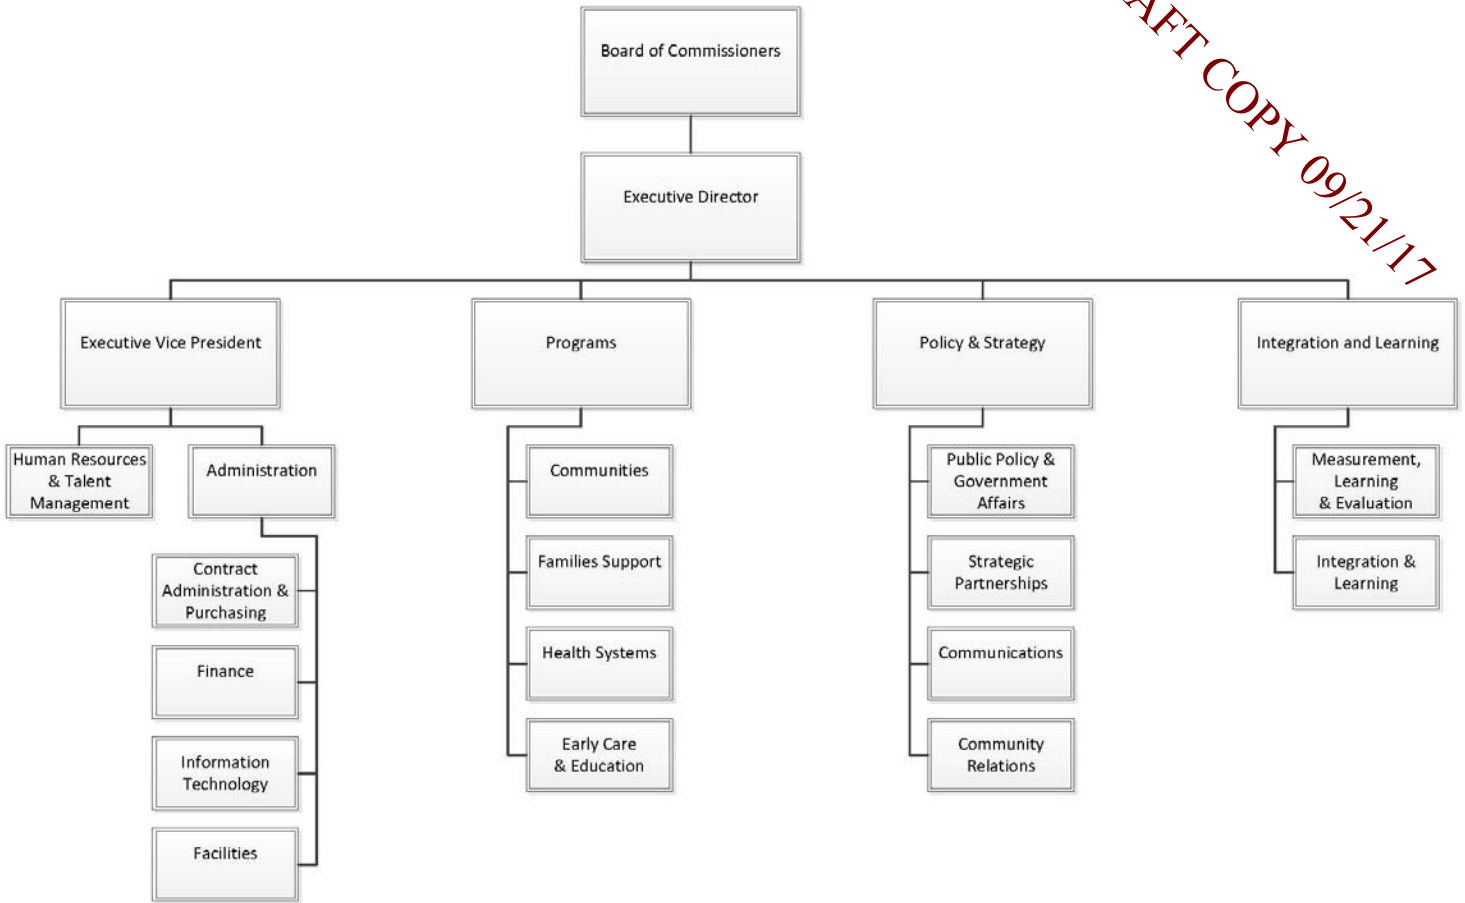 AFT COPY 09/21/17
Board of Commissioners
Executive Director
Executive Vice President
Programs
Policy & Strategy
Integration and Learning
Human Resources
& Talent
Management
Administration
Contract
Administration &
Purchasing
Finance
Information
Technology
Facilities
Communities
Families Support
Health Systems
Early Care
& Education
Public Policy &
Government
Affairs
Strategic
Partnerships
Communications
Community
Relations
Measurement,
Learning
& Evaluation
Integration &
Learning